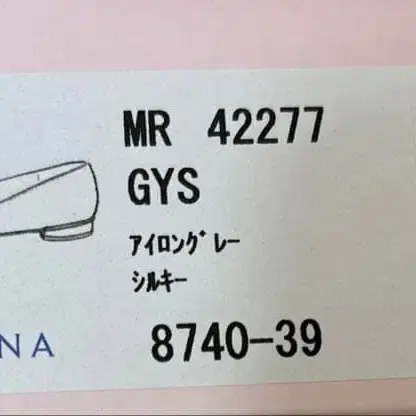 MR 42277
GYS
ｱｲﾛﾝｸﾞﾚｰ
ｼﾙｷｰ
NA 8740-39